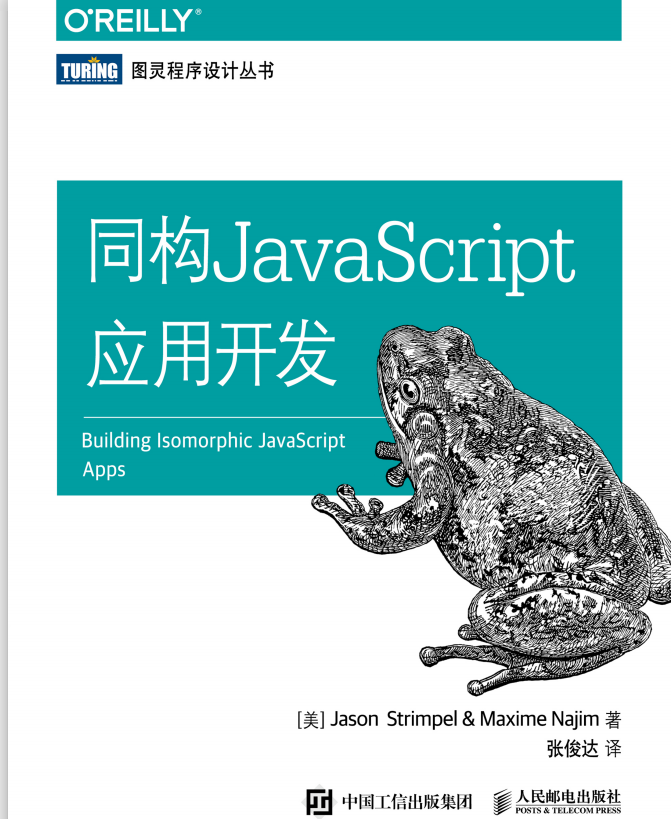 O'REILLY®
TURING 图灵程序设计丛书
同构JavaScript
应用开发
Building Isomorphic JavaScript
Apps
[美] Jason Strimpel & Maxime Najim 著
张俊达 译
中国工信出版集团
人民邮电出版社
POSTS & TELECOM PRESS